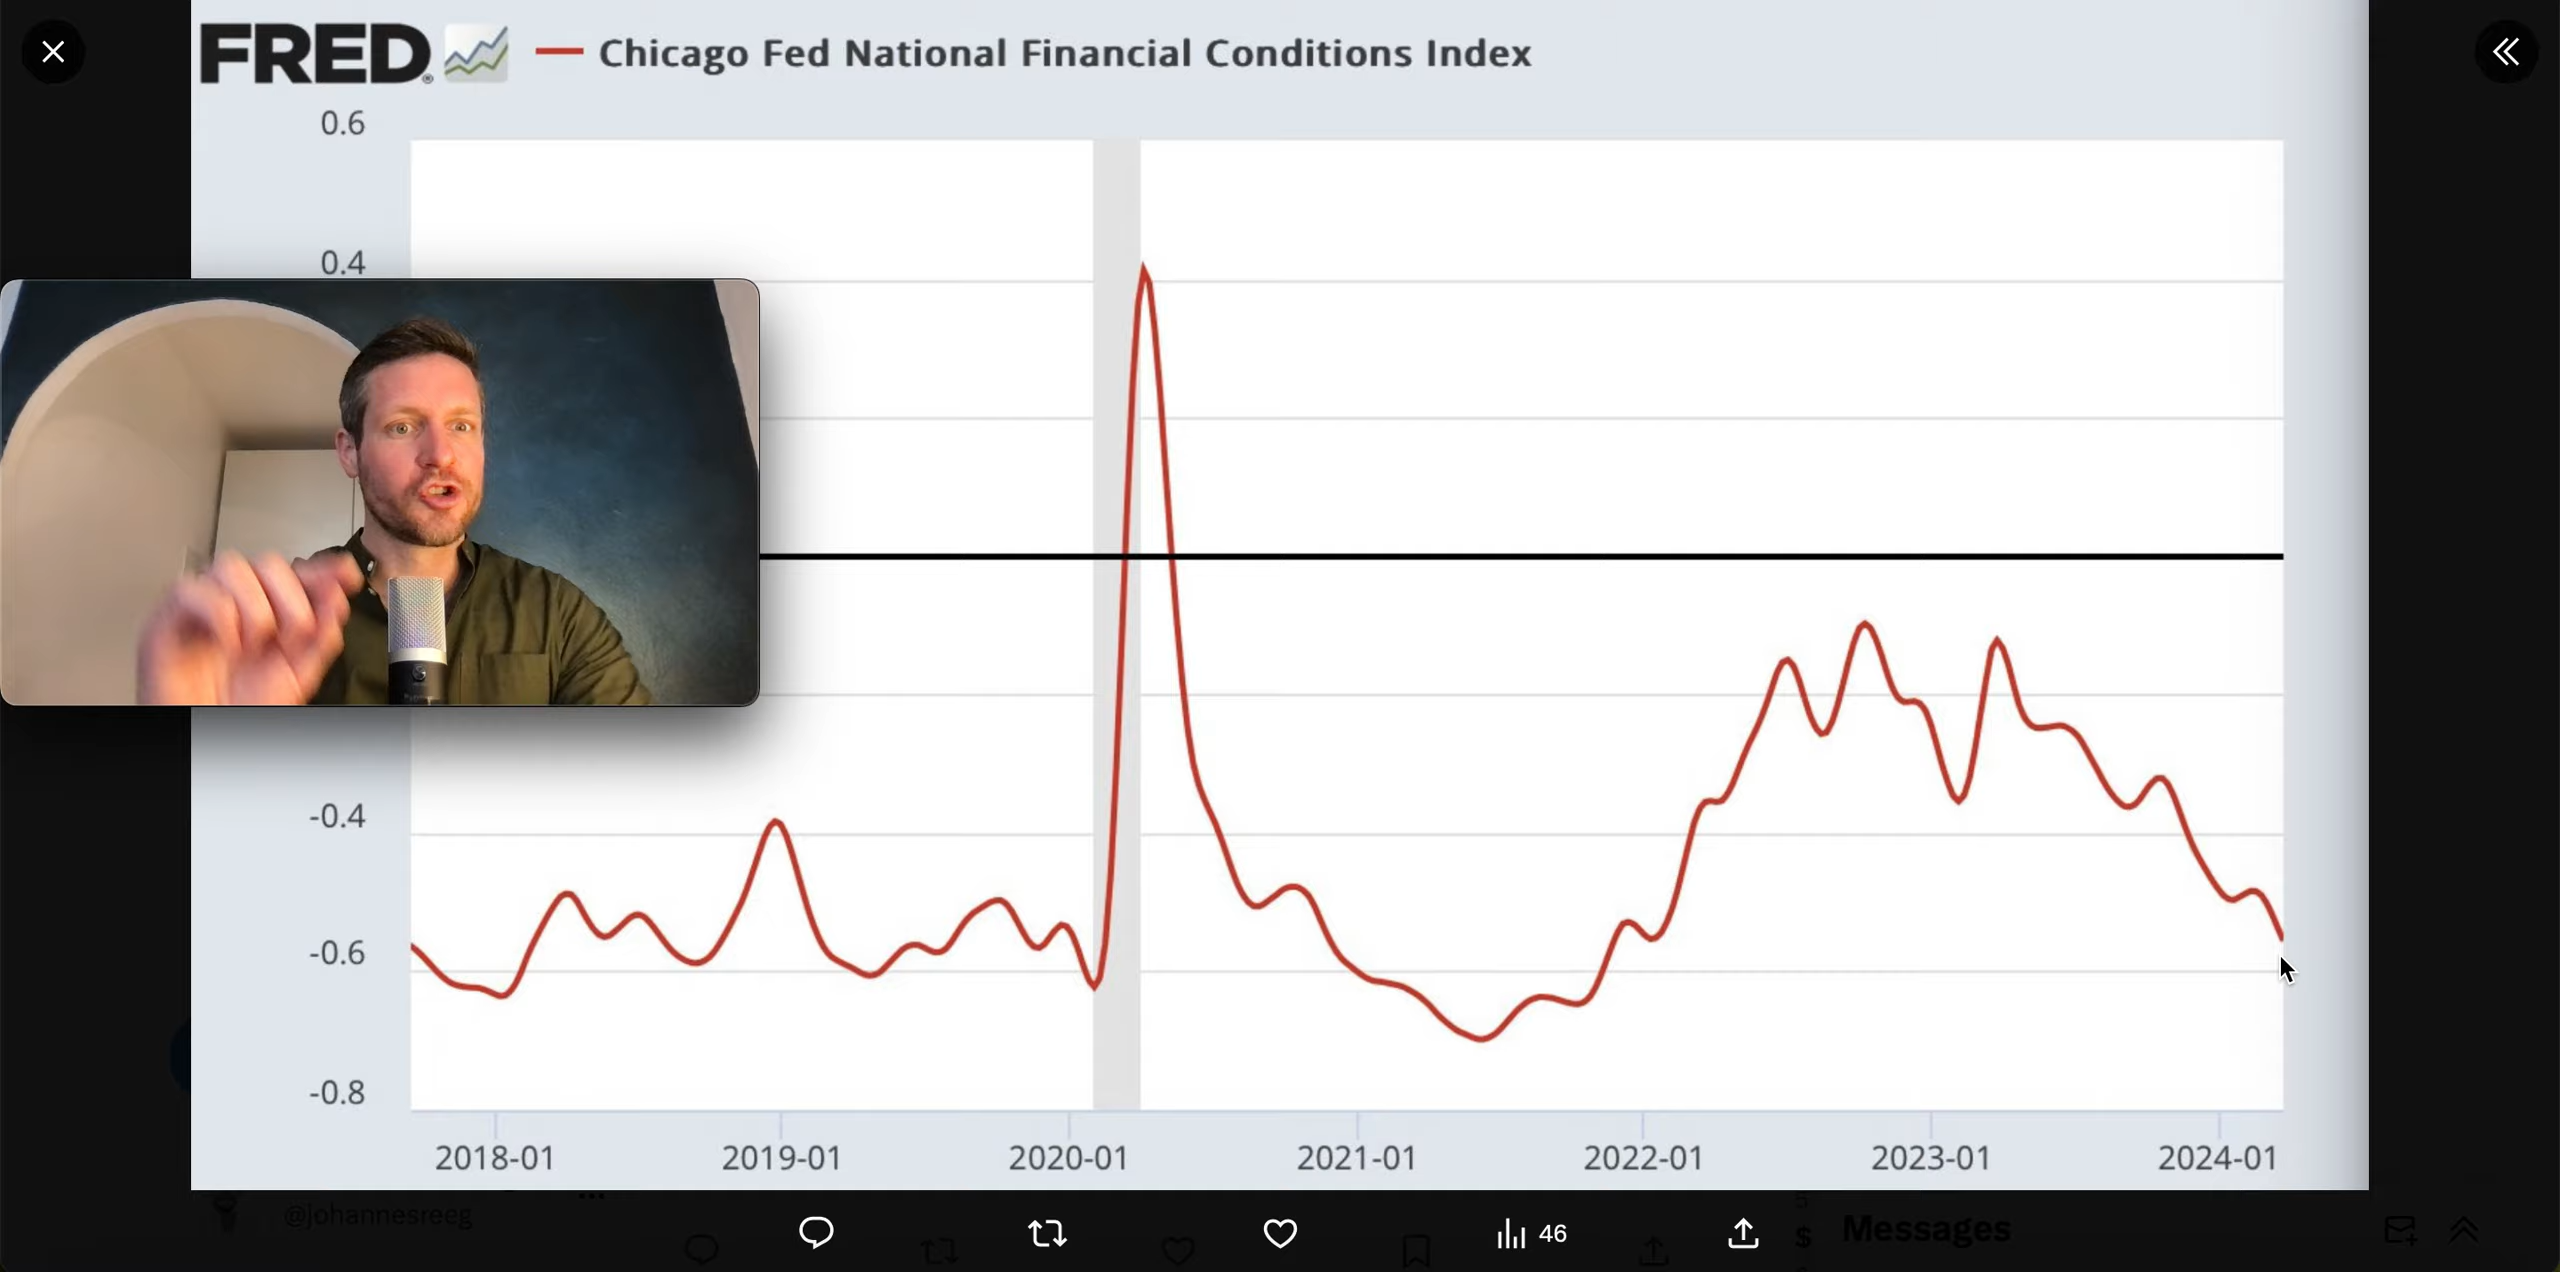 FRED® Chicago Fed National Financial Conditions Index
0.6
0.4
-0.4
-0.6
-0.8
2018-01 2019-01 2020-01 2021-01 2022-01 2023-01 2024-01
@johannesreeg
46
$
Messages